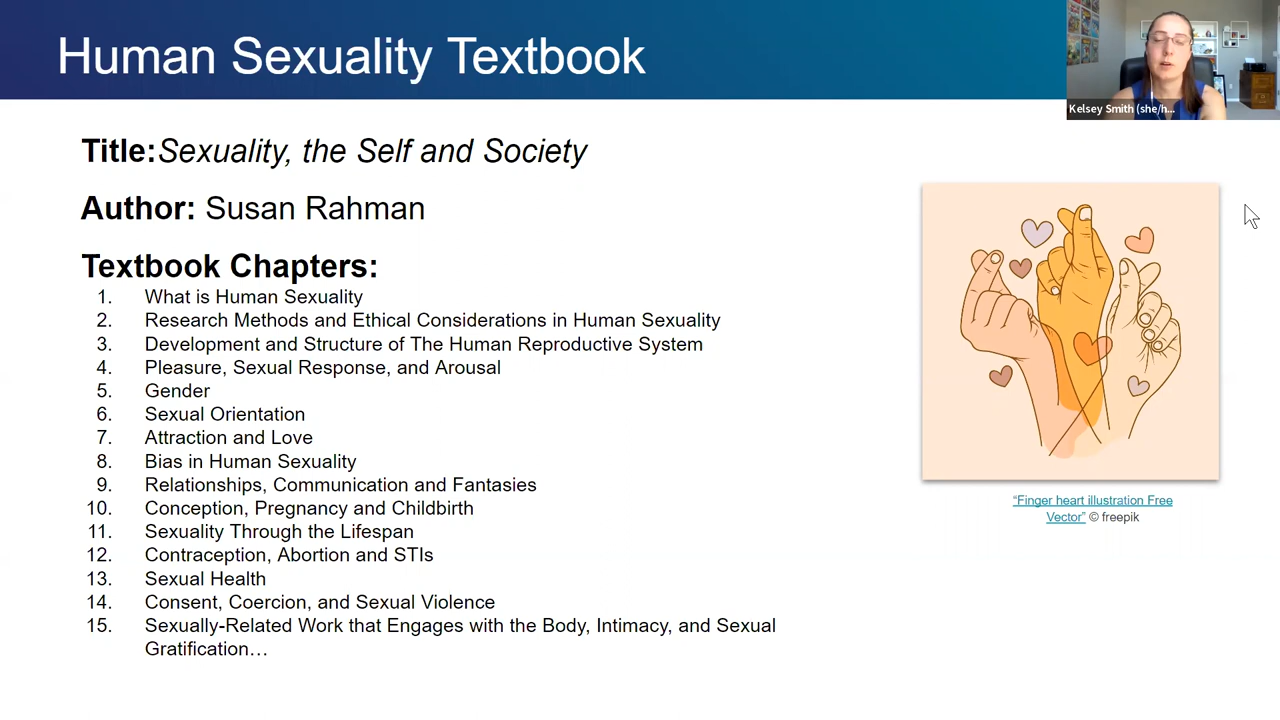 Human Sexuality Textbook
Kelsey Smith (she/h...
Title:Sexuality, the Self and Society
Author: Susan Rahman
Textbook Chapters:
1. What is Human Sexuality
2. Research Methods and Ethical Considerations in Human Sexuality
3. Development and Structure of The Human Reproductive System
4. Pleasure, Sexual Response, and Arousal
5. Gender
6. Sexual Orientation
7. Attraction and Love
8. Bias in Human Sexuality
9. Relationships, Communication and Fantasies
10. Conception, Pregnancy and Childbirth
11. Sexuality Through the Lifespan
12. Contraception, Abortion and STIs
13. Sexual Health
14. Consent, Coercion, and Sexual Violence
15. Sexually-Related Work that Engages with the Body, Intimacy, and Sexual
Gratification…
“Finger heart illustration Free
Vector” © freepik